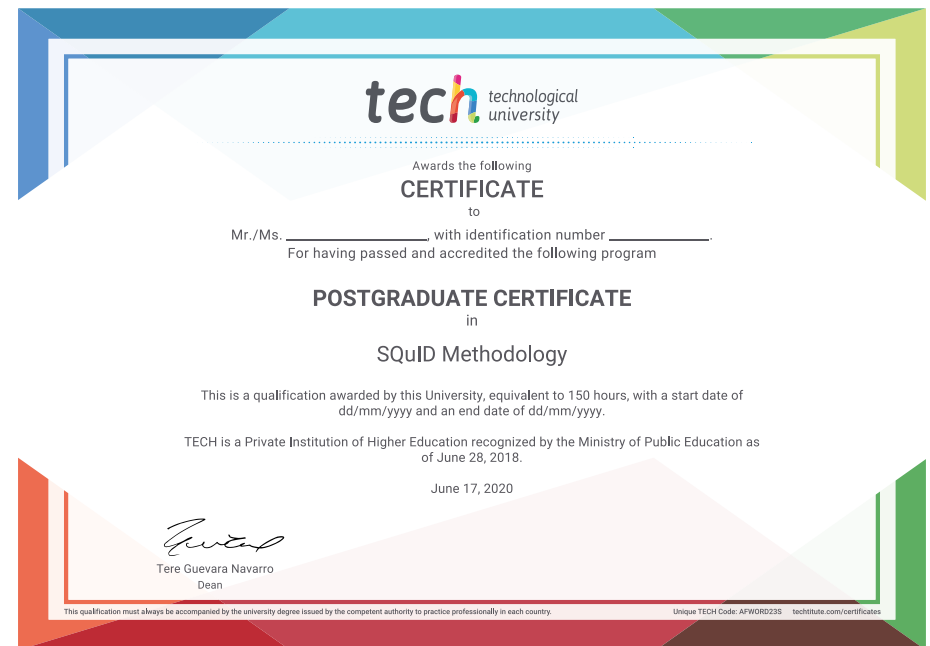 tech technological
university
Awards the following
CERTIFICATE
to
Mr./Ms. ____________________, with identification number ______________.
For having passed and accredited the following program
POSTGRADUATE CERTIFICATE
in
SQuID Methodology
This is a qualification awarded by this University, equivalent to 150 hours, with a start date of
dd/mm/yyyy and an end date of dd/mm/yyyy.
TECH is a Private Institution of Higher Education recognized by the Ministry of Public Education as
of June 28, 2018.
June 17, 2020
Tere Guevara Navarro
Dean
This qualification must always be accompanied by the university degree issued by the competent authority to practice professionally in each country. Unique TECH Code: AFWORD23S techtitute.com/certificates